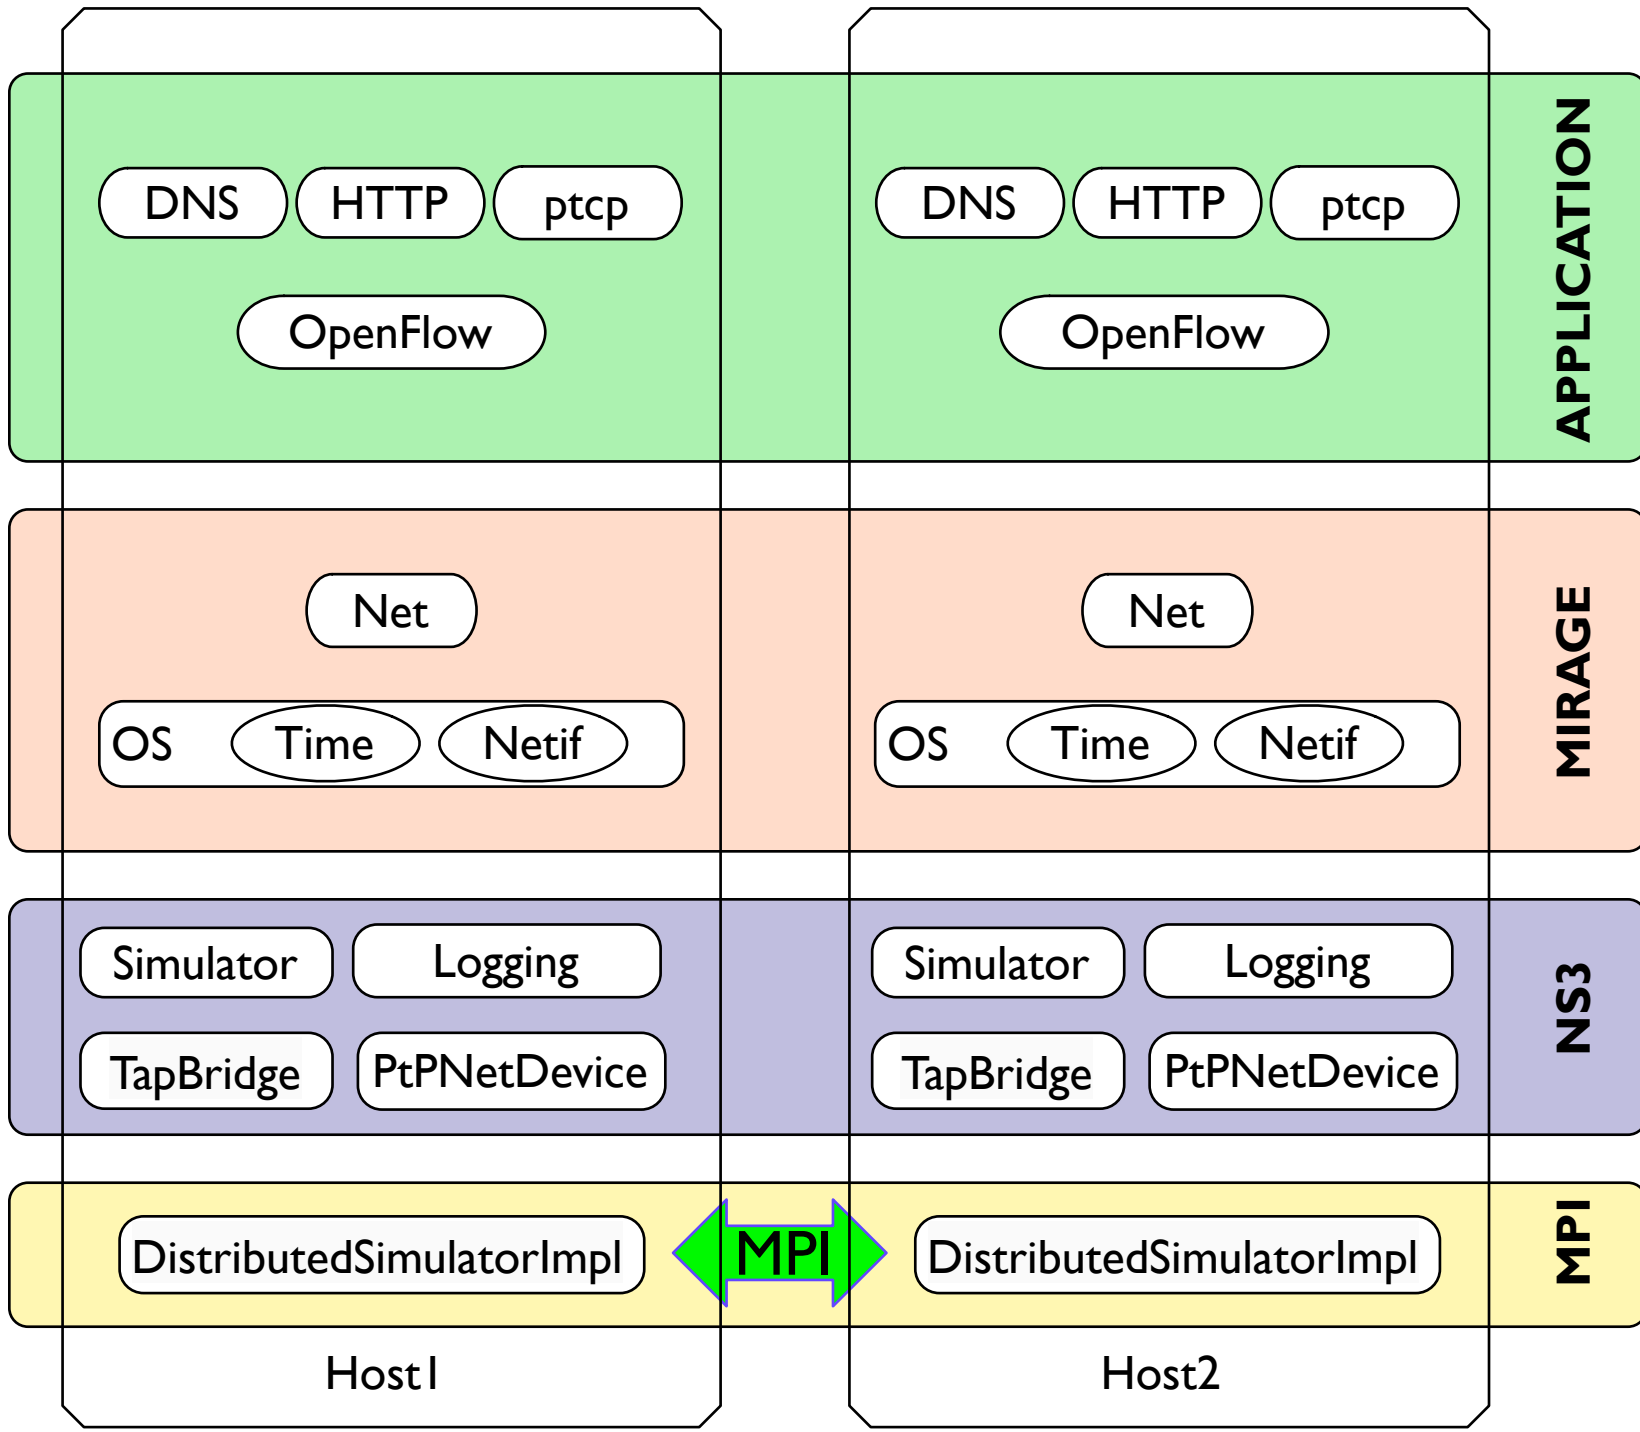 DNS HTTP ptcp DNS HTTP ptcp
OpenFlow OpenFlow
APPLICATION
Net Net
OS Time Netif OS Time Netif
MIRAGE
Simulator Logging Simulator Logging
TapBridge PtPNetDevice TapBridge PtPNetDevice
NS3
DistributedSimulatorImpl MPI DistributedSimulatorImpl
MPI
Host1 Host2